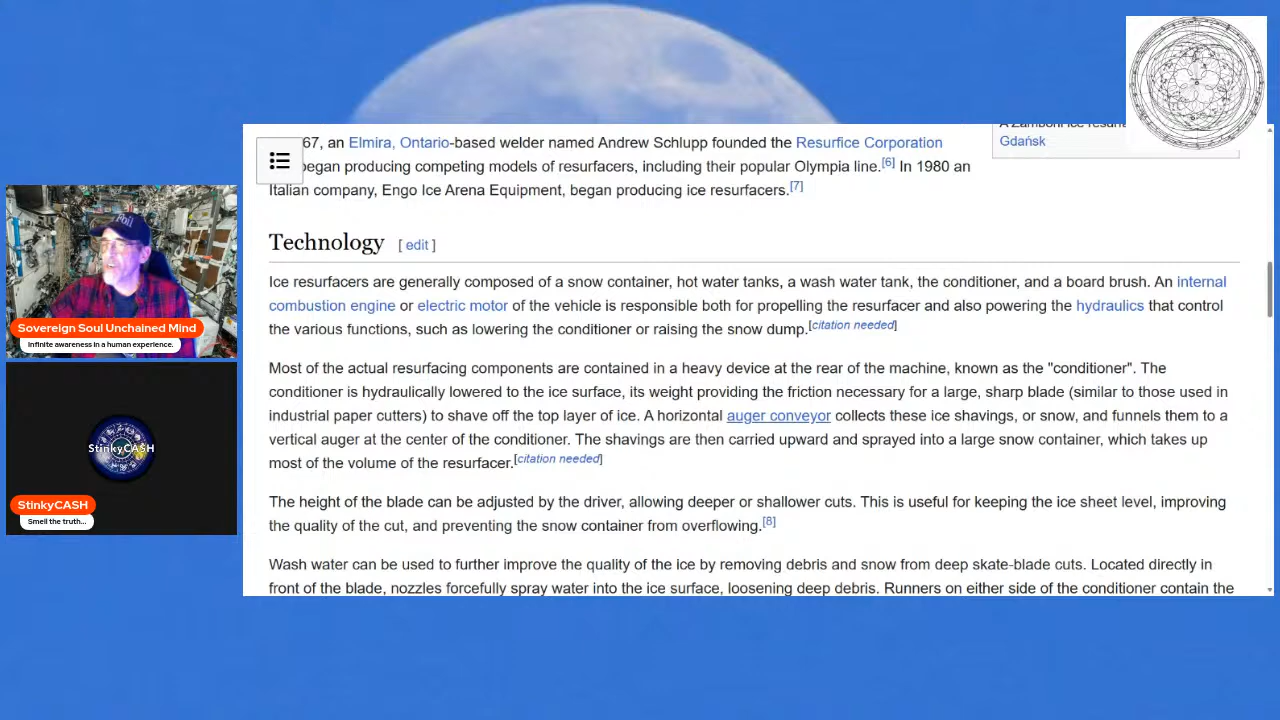 67, an Elmira, Ontario-based welder named Andrew Schlupp founded the Resurfice Corporation
began producing competing models of resurfacers, including their popular Olympia line.[6] In 1980 an
Italian company, Engo Ice Arena Equipment, began producing ice resurfacers.[7]
A Zamboni ice
Gdańsk
Technology [ edit ]
Ice resurfacers are generally composed of a snow container, hot water tanks, a wash water tank, the conditioner, and a board brush. An internal
combustion engine or electric motor of the vehicle is responsible both for propelling the resurfacer and also powering the hydraulics that control
the various functions, such as lowering the conditioner or raising the snow dump.[citation needed]
Most of the actual resurfacing components are contained in a heavy device at the rear of the machine, known as the "conditioner". The
conditioner is hydraulically lowered to the ice surface, its weight providing the friction necessary for a large, sharp blade (similar to those used in
industrial paper cutters) to shave off the top layer of ice. A horizontal auger conveyor collects these ice shavings, or snow, and funnels them to a
vertical auger at the center of the conditioner. The shavings are then carried upward and sprayed into a large snow container, which takes up
most of the volume of the resurfacer.[citation needed]
The height of the blade can be adjusted by the driver, allowing deeper or shallower cuts. This is useful for keeping the ice sheet level, improving
the quality of the cut, and preventing the snow container from overflowing.[8]
Wash water can be used to further improve the quality of the ice by removing debris and snow from deep skate-blade cuts. Located directly in
front of the blade, nozzles forcefully spray water into the ice surface, loosening deep debris. Runners on either side of the conditioner contain the
Sovereign Soul Unchained Mind
Infinite awareness in a human experience.
StinkyCASH
StinkyCASH
Smell the truth...